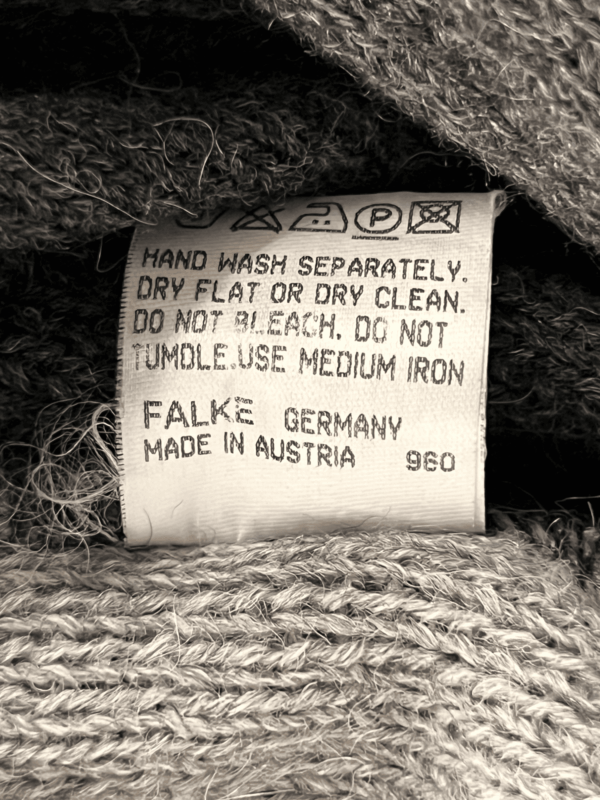 P
HAND WASH SEPARATELY.
DRY FLAT OR DRY CLEAN.
DO NOT BLEACH. DO NOT
TUMDLE.USE MEDIUM IRON
FALKE GERMANY
MADE IN AUSTRIA 960